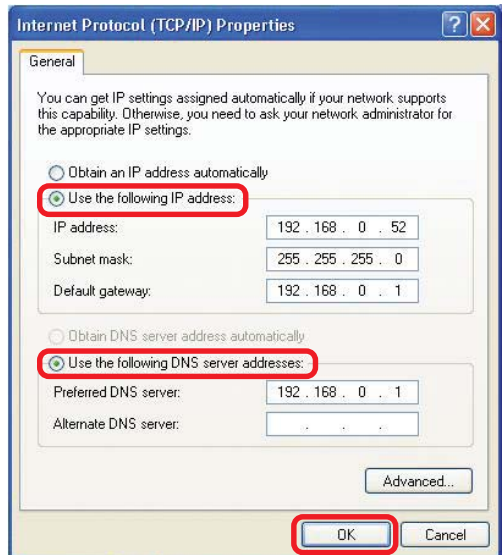 Internet Protocol (TCP/IP) Properties
General
You can get IP settings assigned automatically if your network supports
this capability. Otherwise, you need to ask your network administrator for
the appropriate IP settings.
Obtain an IP address automatically
Use the following IP address:
IP address: 192 . 168 . 0 . 52
Subnet mask: 255 . 255 . 255 . 0
Default gateway: 192 . 168 . 0 . 1
Obtain DNS server address automatically
Use the following DNS server addresses:
Preferred DNS server: 192 . 168 . 0 . 1
Alternate DNS server: . . .
Advanced...
OK Cancel